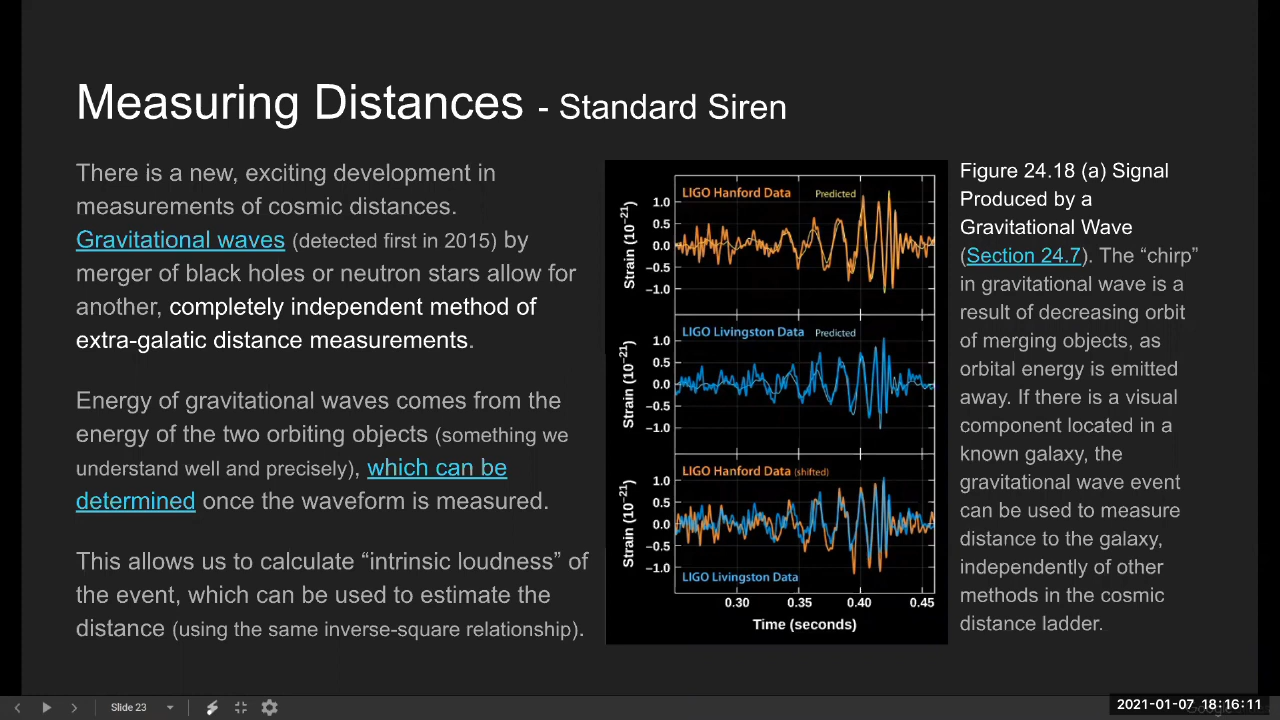 Measuring Distances - Standard Siren
There is a new, exciting development in
measurements of cosmic distances.
Gravitational waves (detected first in 2015) by
merger of black holes or neutron stars allow for
another, completely independent method of
extra-galatic distance measurements.
Energy of gravitational waves comes from the
energy of the two orbiting objects (something we
understand well and precisely), which can be
determined once the waveform is measured.
This allows us to calculate “intrinsic loudness” of
the event, which can be used to estimate the
distance (using the same inverse-square relationship).
LIGO Hanford Data Predicted
1.0
0.5
0.0
−0.5
−1.0
Strain (10⁻²¹)
LIGO Livingston Data Predicted
1.0
0.5
0.0
−0.5
−1.0
Strain (10⁻²¹)
LIGO Hanford Data (shifted)
1.0
0.5
0.0
−0.5
−1.0
Strain (10⁻²¹)
LIGO Livingston Data
0.30 0.35 0.40 0.45
Time (seconds)
Figure 24.18 (a) Signal
Produced by a
Gravitational Wave
(Section 24.7). The “chirp”
in gravitational wave is a
result of decreasing orbit
of merging objects, as
orbital energy is emitted
away. If there is a visual
component located in a
known galaxy, the
gravitational wave event
can be used to measure
distance to the galaxy,
independently of other
methods in the cosmic
distance ladder.
Slide 23
2021-01-07 18:16:11